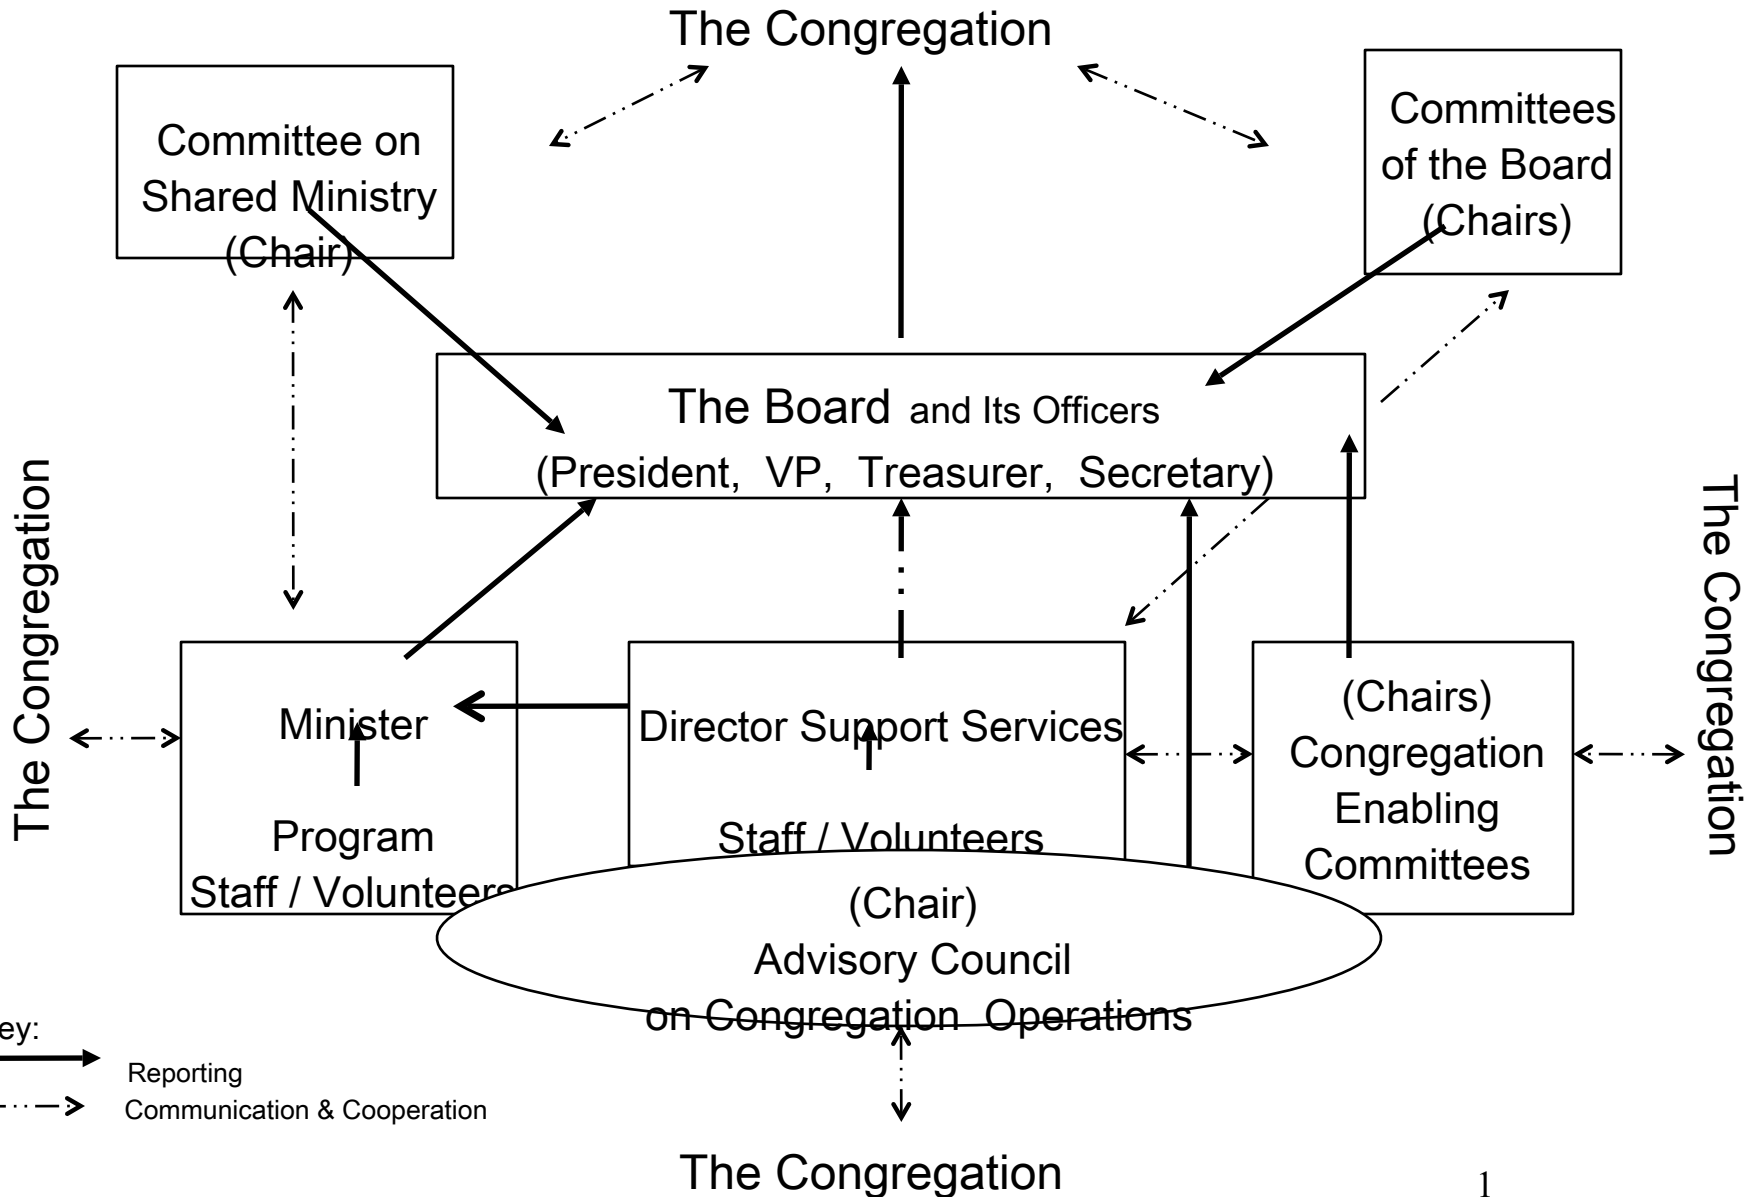 The Congregation
Committee on
Shared Ministry
(Chair)
Committees
of the Board
(Chairs)
The Board and Its Officers
(President, VP, Treasurer, Secretary)
The Congregation
The Congregation
Minister
Program
Staff / Volunteers
Director Support Services
Staff / Volunteers
(Chairs)
Congregation
Enabling
Committees
(Chair)
Advisory Council
on Congregation Operations
ey:
Reporting
Communication & Cooperation
The Congregation
1